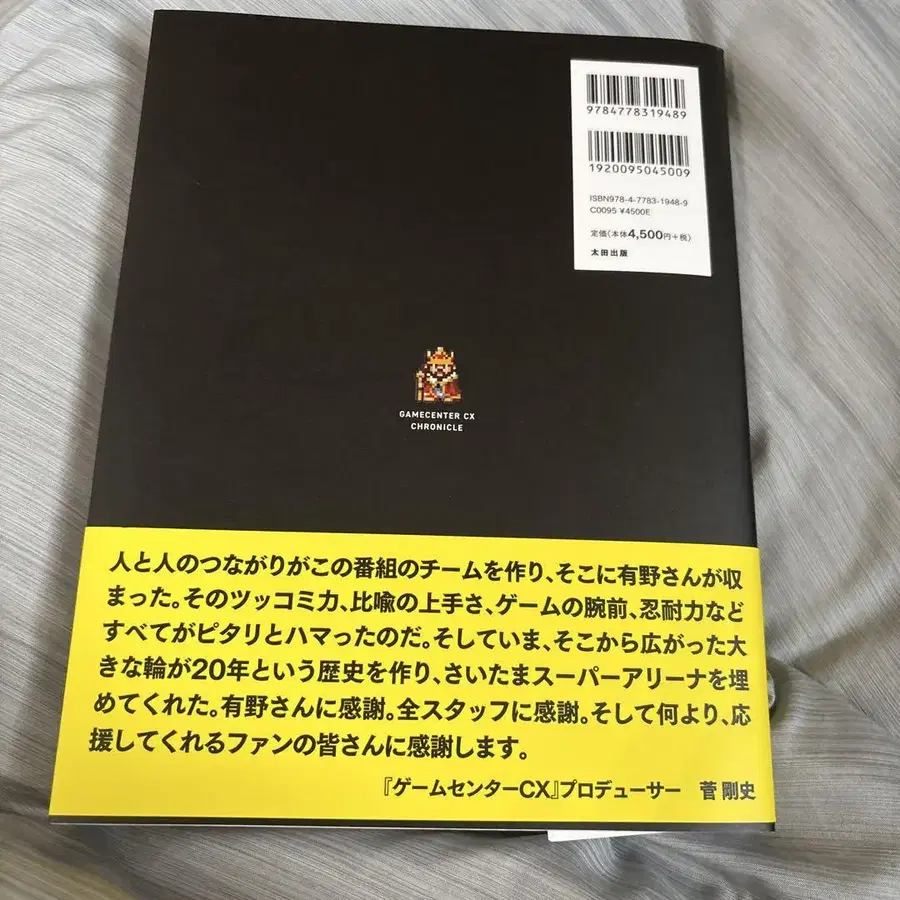 9784778319489
1920095045009
ISBN978-4-7783-1948-9
C0095 ¥4500E
定価(本体4,500円+税)
太田出版
GAMECENTER CX
CHRONICLE
人と人のつながりがこの番組のチームを作り、そこに有野さんが収
まった。そのツッコミ力、比喩の上手さ、ゲームの腕前、忍耐力など
すべてがピタリとハマったのだ。そしていま、そこから広がった大
きな輪が20年という歴史を作り、さいたまスーパーアリーナを埋
めてくれた。有野さんに感謝。全スタッフに感謝。そして何より、応
援してくれるファンの皆さんに感謝します。
『ゲームセンターCX』プロデューサー 菅 剛史